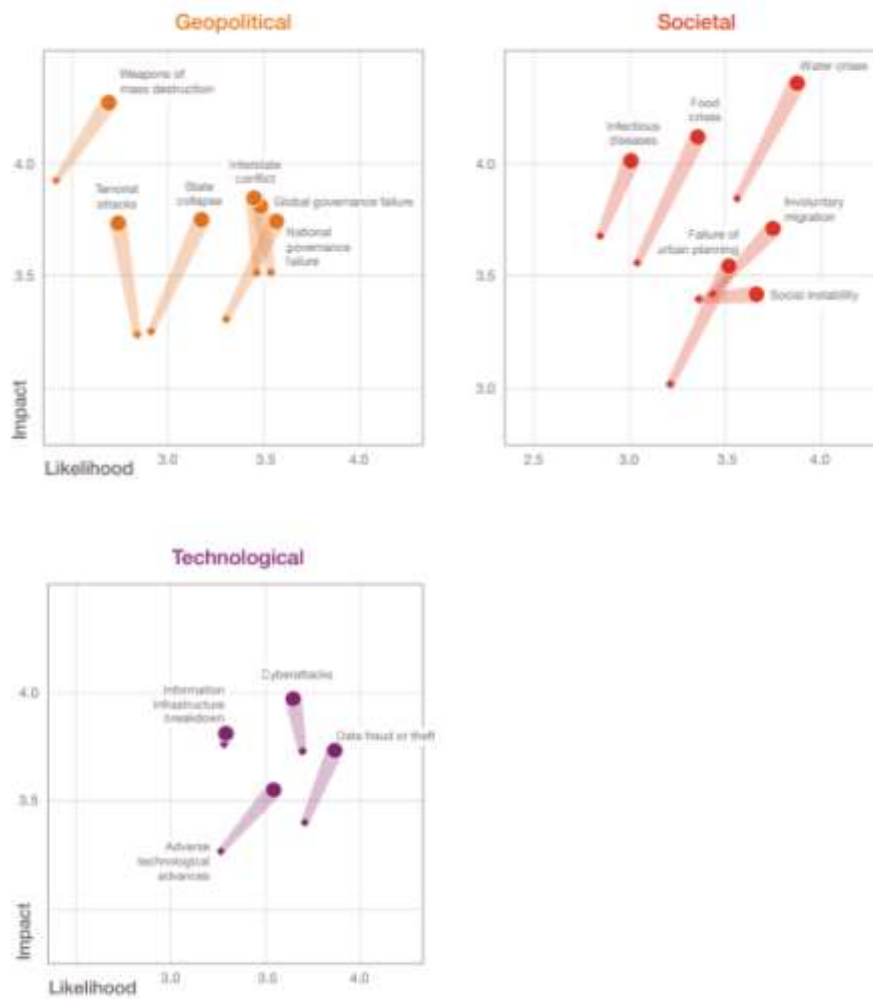 Geopolitical
Weapons of
mass destruction
Terrorist
attacks
State
collapse
Interstate
conflict
Global governance failure
National
governance
failure
4.0
3.5
Impact
Likelihood
3.0
3.5
4.0
Societal
Water crises
Food
crises
Infectious
diseases
Involuntary
migration
Failure of
urban planning
Social instability
4.0
3.5
3.0
2.5
3.0
3.5
4.0
Technological
Cyberattacks
Information
infrastructure
breakdown
Data fraud or theft
Adverse
technological
advances
4.0
3.5
Impact
Likelihood
3.0
3.5
4.0